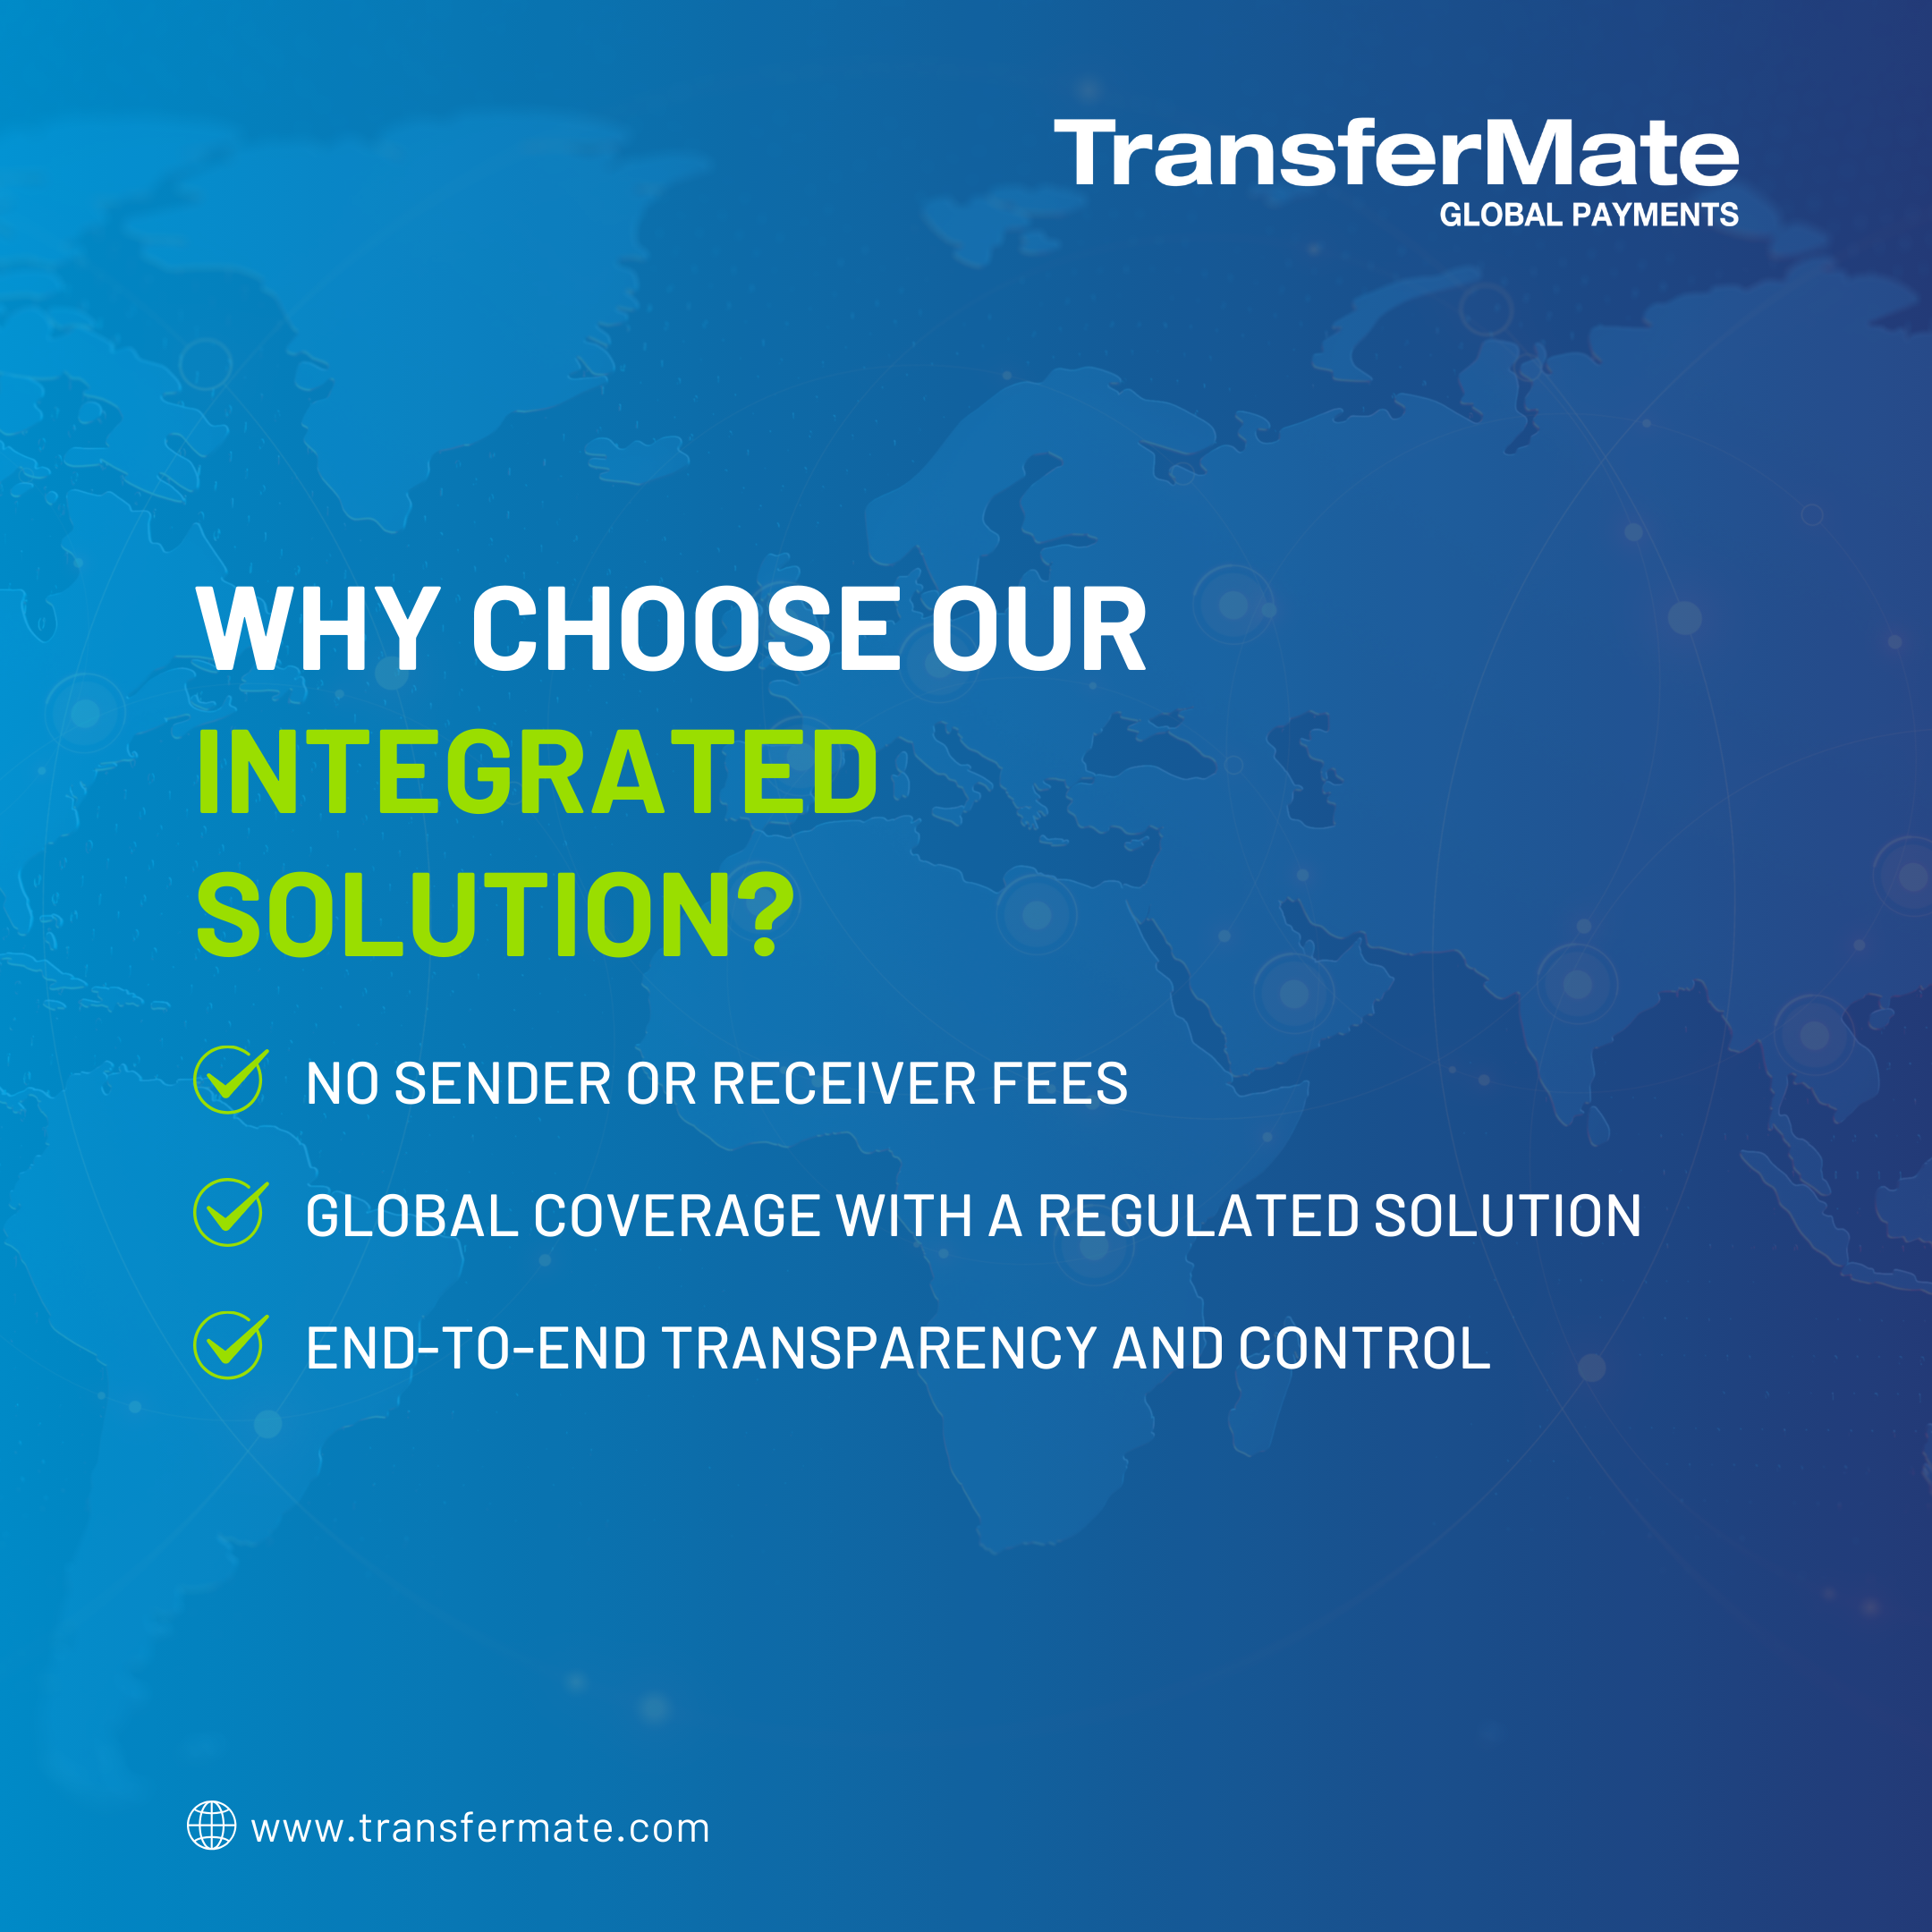 TransferMate
GLOBAL PAYMENTS
WHY CHOOSE OUR
INTEGRATED
SOLUTION?
NO SENDER OR RECEIVER FEES
GLOBAL COVERAGE WITH A REGULATED SOLUTION
END-TO-END TRANSPARENCY AND CONTROL
www.transfermate.com